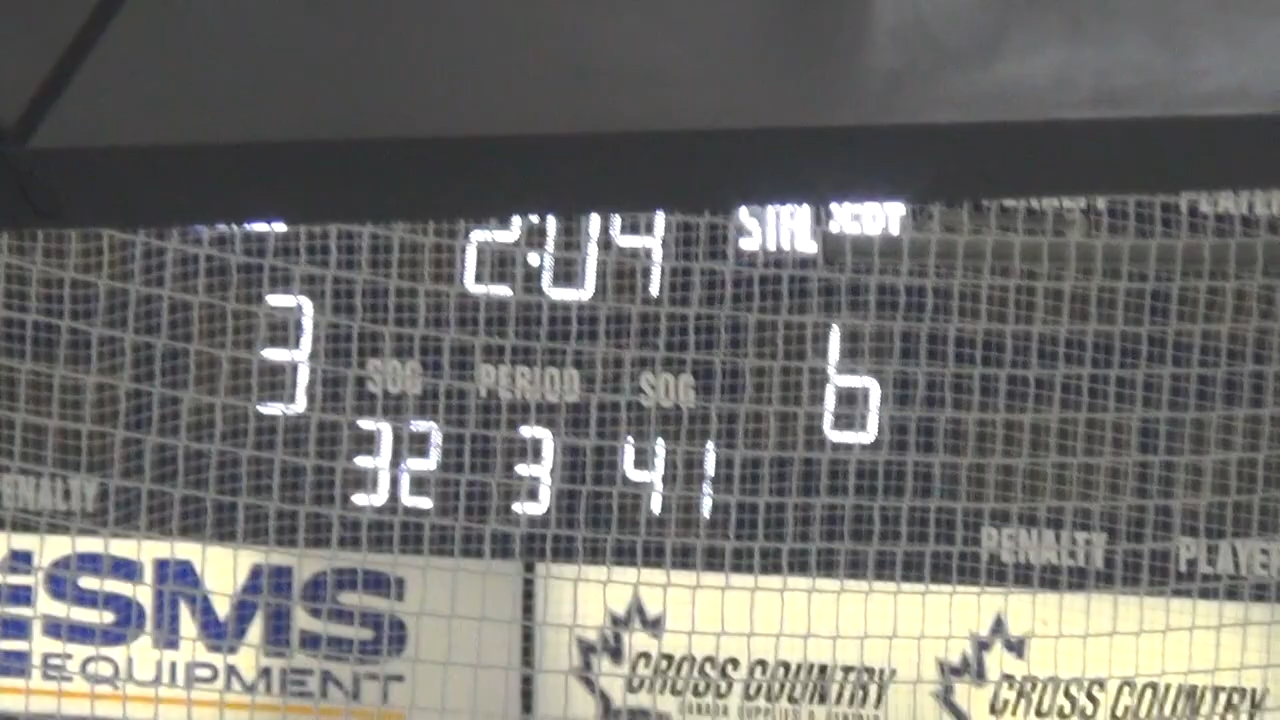 2:04
3
6
SOG PERIOD SOG
32 3 41
PENALTY
PENALTY PLAYER
SMS
EQUIPMENT
CROSS COUNTRY
CROSS COUNTRY